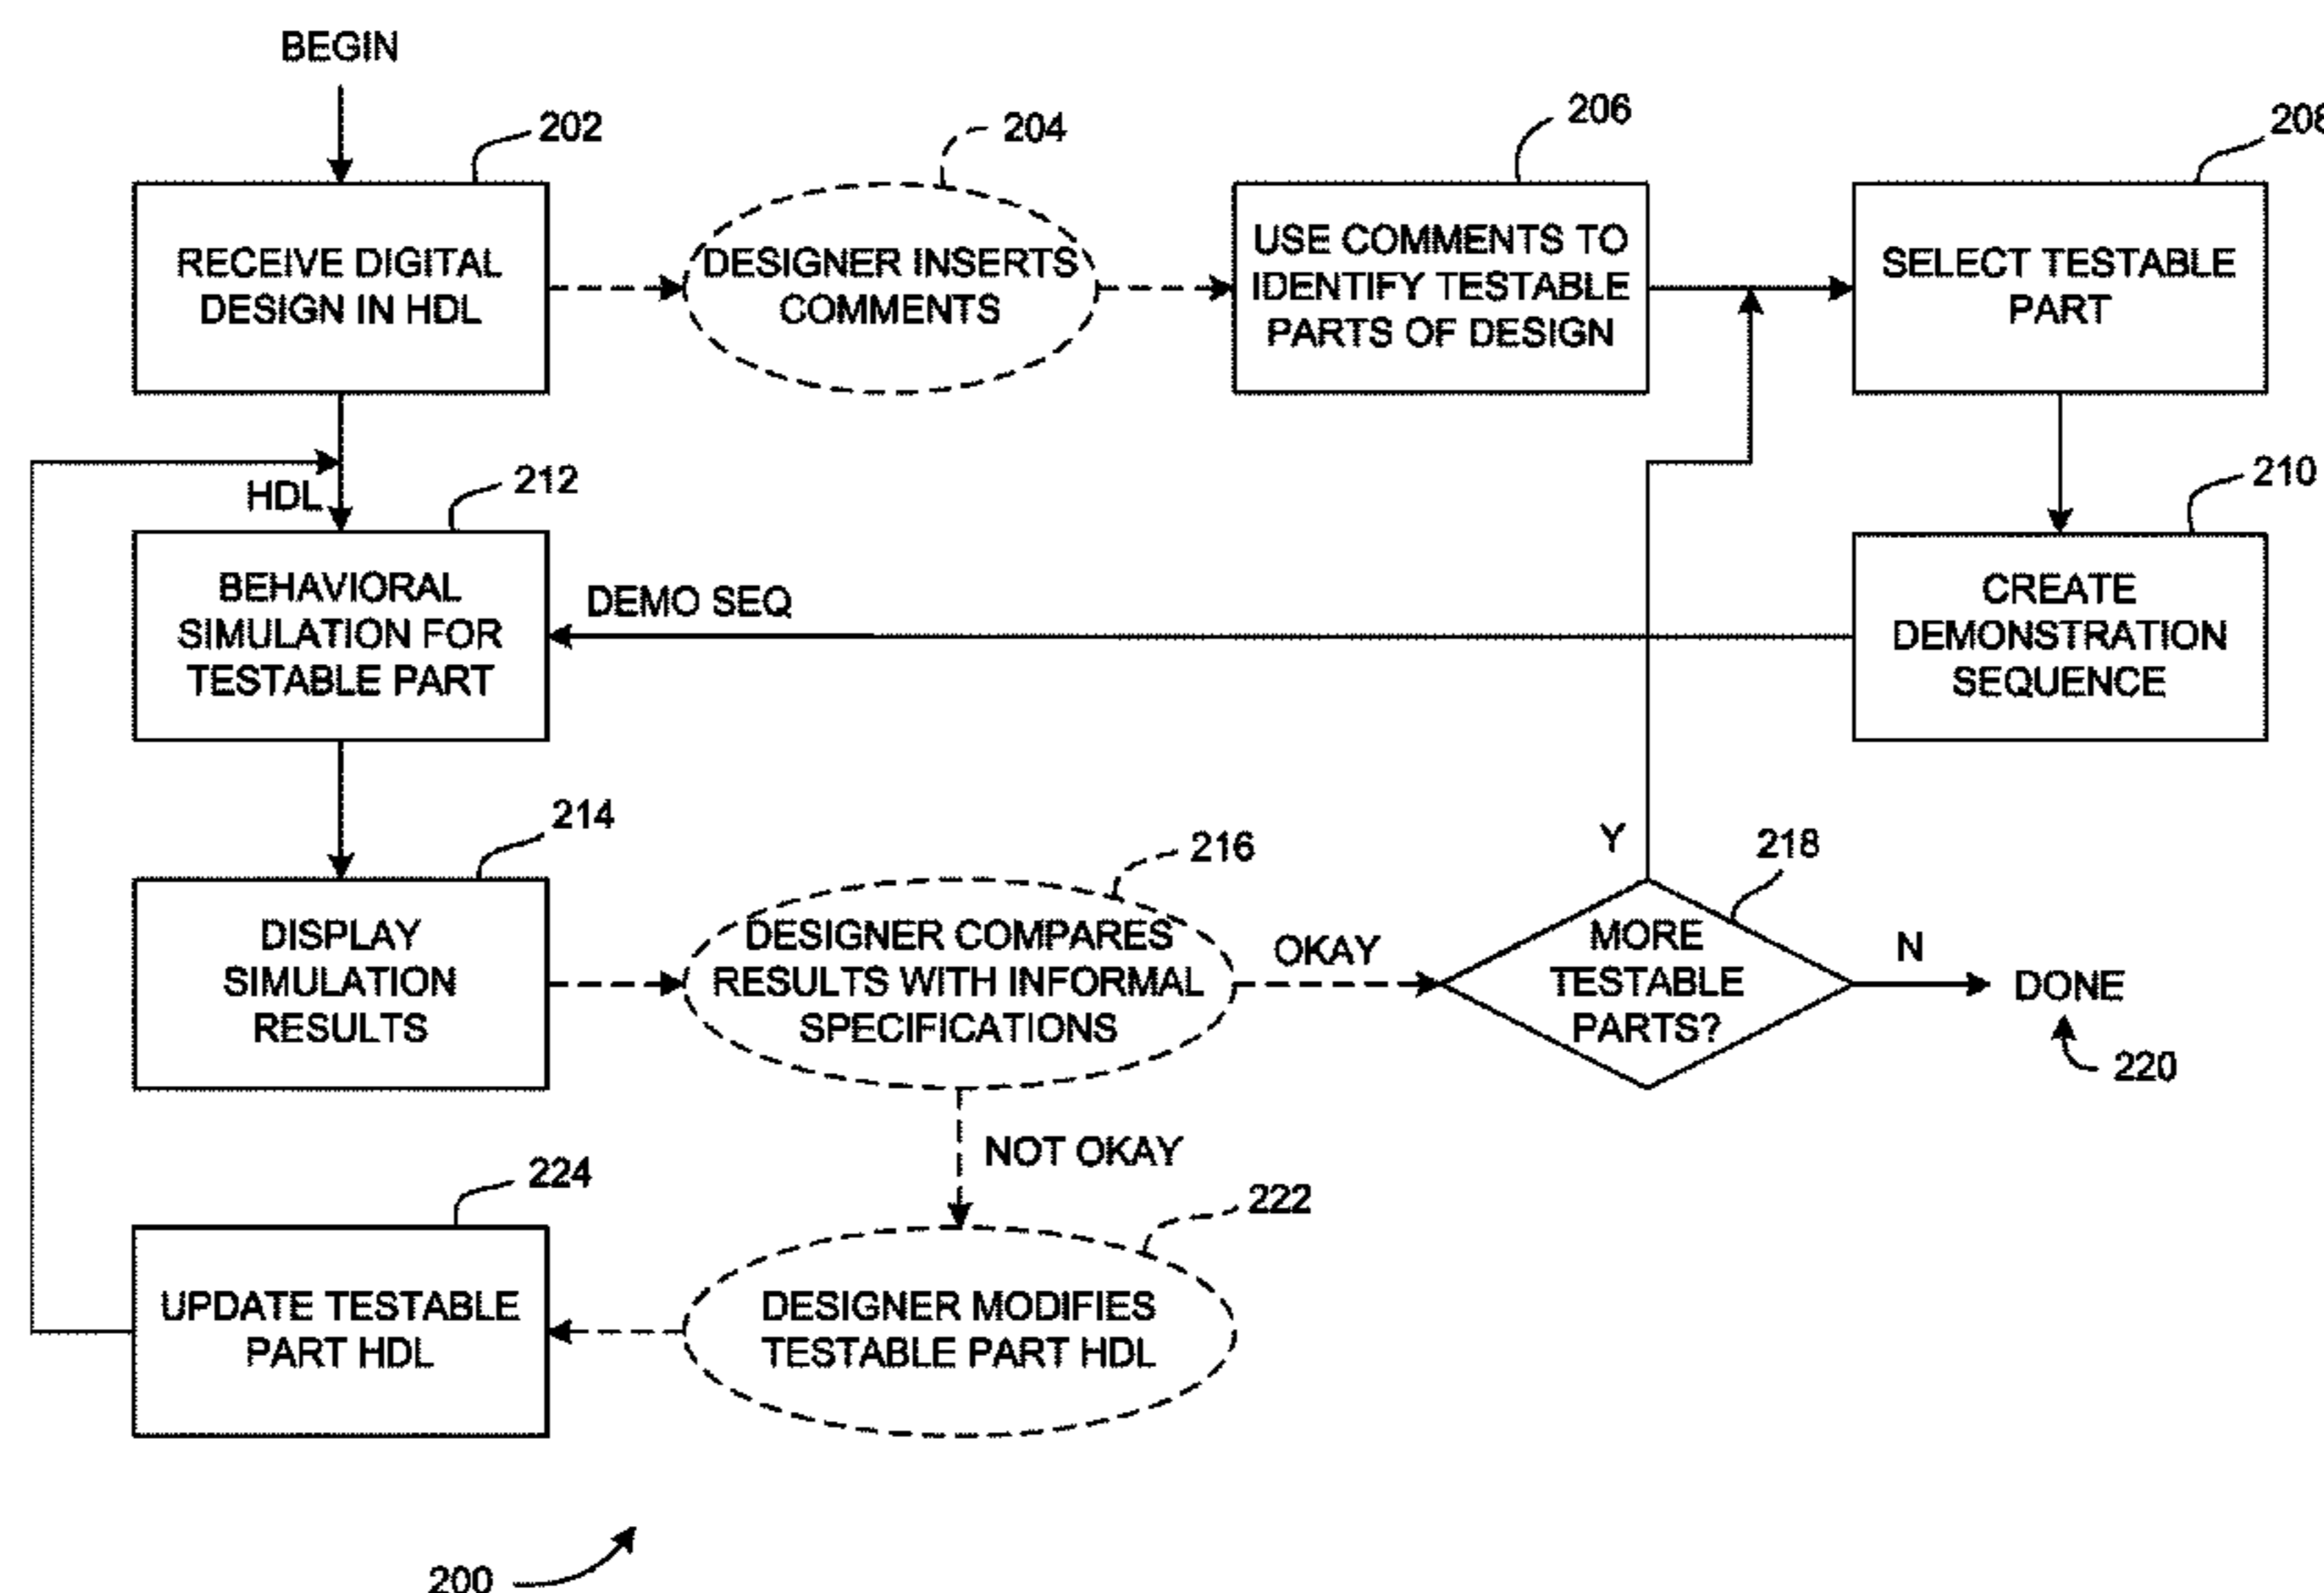 BEGIN
202
204
206
208
RECEIVE DIGITAL
DESIGN IN HDL
DESIGNER INSERTS
COMMENTS
USE COMMENTS TO
IDENTIFY TESTABLE
PARTS OF DESIGN
SELECT TESTABLE
PART
HDL
212
210
BEHAVIORAL
SIMULATION FOR
TESTABLE PART
DEMO SEQ
CREATE
DEMONSTRATION
SEQUENCE
214
216
Y
218
DISPLAY
SIMULATION
RESULTS
DESIGNER COMPARES
RESULTS WITH INFORMAL
SPECIFICATIONS
OKAY
MORE
TESTABLE
PARTS?
N
DONE
220
NOT OKAY
224
222
UPDATE TESTABLE
PART HDL
DESIGNER MODIFIES
TESTABLE PART HDL
200